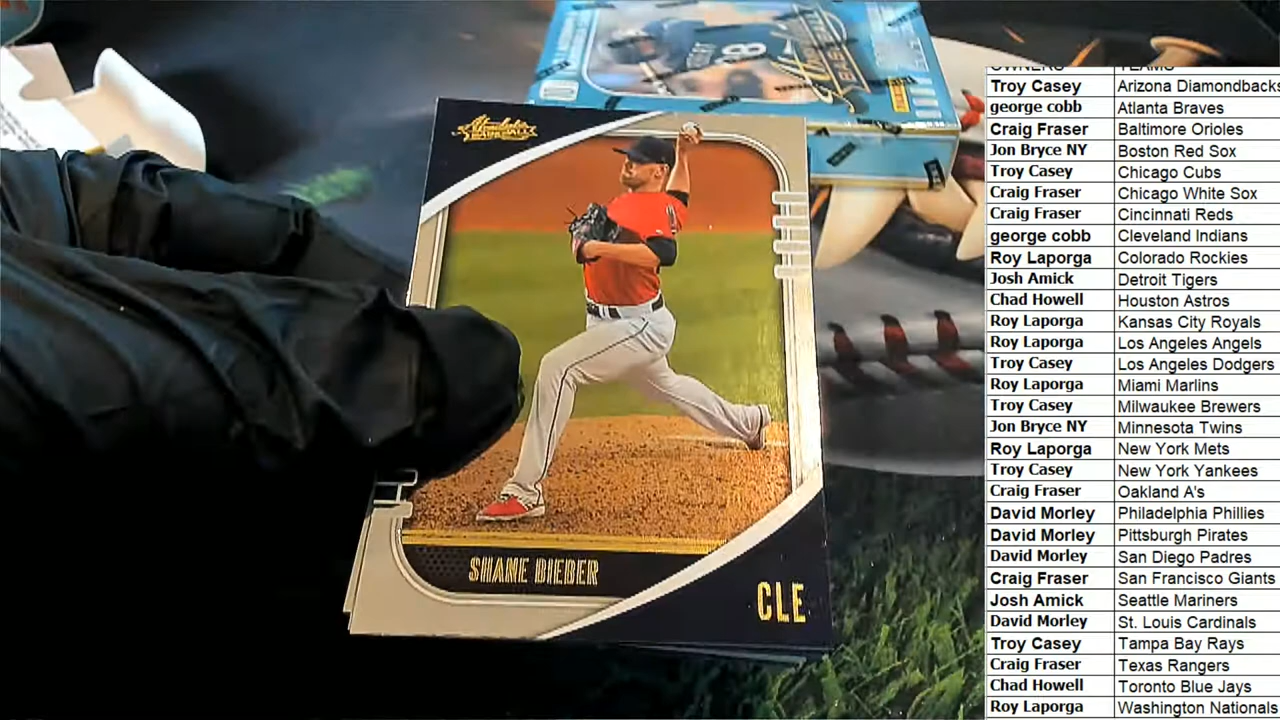 Absolute
BASEBALL
SHANE BIEBER
CLE
OWNERS TEAMS
Troy Casey Arizona Diamondbacks
george cobb Atlanta Braves
Craig Fraser Baltimore Orioles
Jon Bryce NY Boston Red Sox
Troy Casey Chicago Cubs
Craig Fraser Chicago White Sox
Craig Fraser Cincinnati Reds
george cobb Cleveland Indians
Roy Laporga Colorado Rockies
Josh Amick Detroit Tigers
Chad Howell Houston Astros
Roy Laporga Kansas City Royals
Roy Laporga Los Angeles Angels
Troy Casey Los Angeles Dodgers
Roy Laporga Miami Marlins
Troy Casey Milwaukee Brewers
Jon Bryce NY Minnesota Twins
Roy Laporga New York Mets
Troy Casey New York Yankees
Craig Fraser Oakland A's
David Morley Philadelphia Phillies
David Morley Pittsburgh Pirates
David Morley San Diego Padres
Craig Fraser San Francisco Giants
Josh Amick Seattle Mariners
David Morley St. Louis Cardinals
Troy Casey Tampa Bay Rays
Craig Fraser Texas Rangers
Chad Howell Toronto Blue Jays
Roy Laporga Washington Nationals